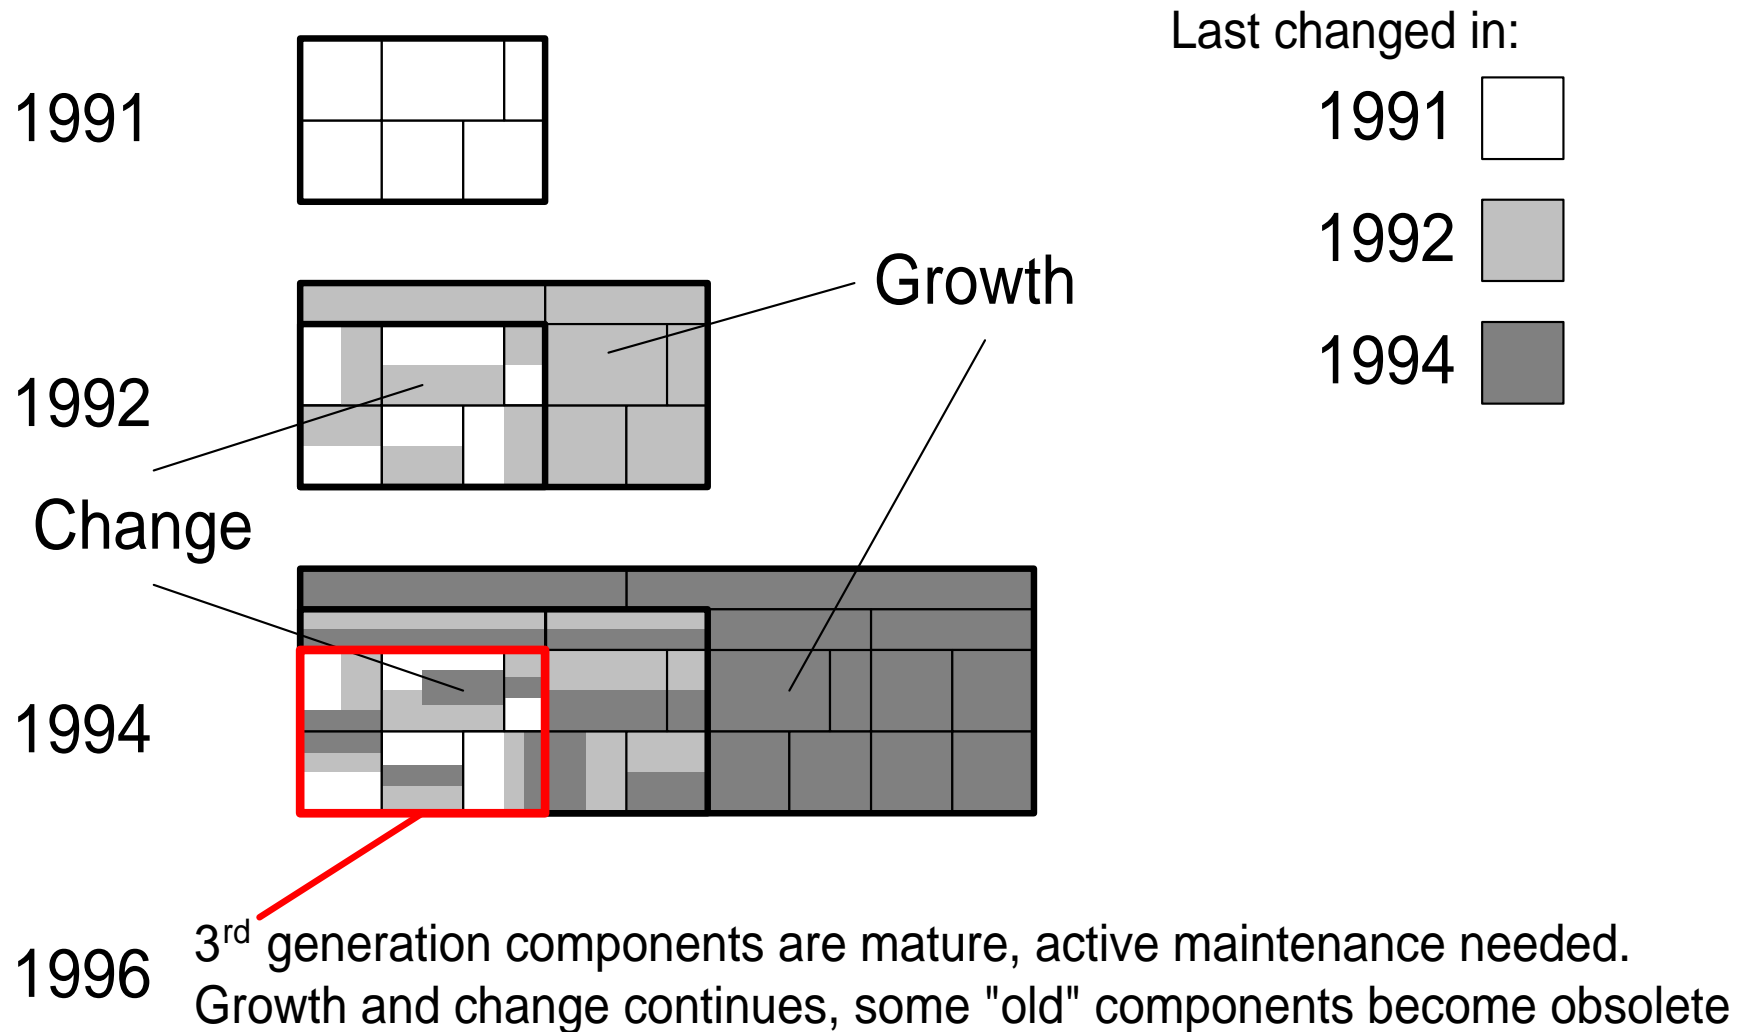 Last changed in:
1991
1991
1992
Growth
1994
1992
Change
1994
3rd generation components are mature, active maintenance needed.
1996
Growth and change continues, some "old" components become obsolete